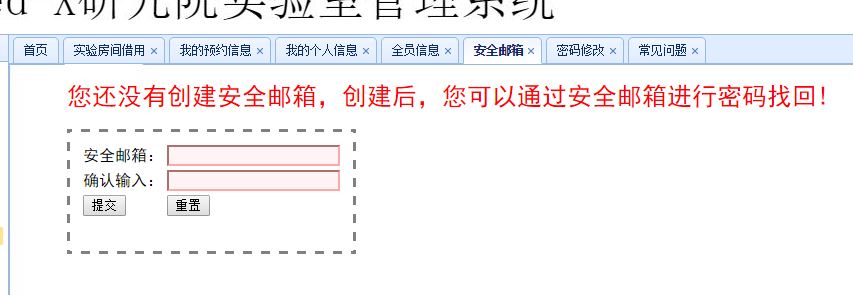 ed X研究院实验室管理系统
首页 实验房间借用 × 我的预约信息 × 我的个人信息 × 全员信息 × 安全邮箱 × 密码修改 × 常见问题 ×
您还没有创建安全邮箱，创建后，您可以通过安全邮箱进行密码找回！
安全邮箱：
确认输入：
提交 重置